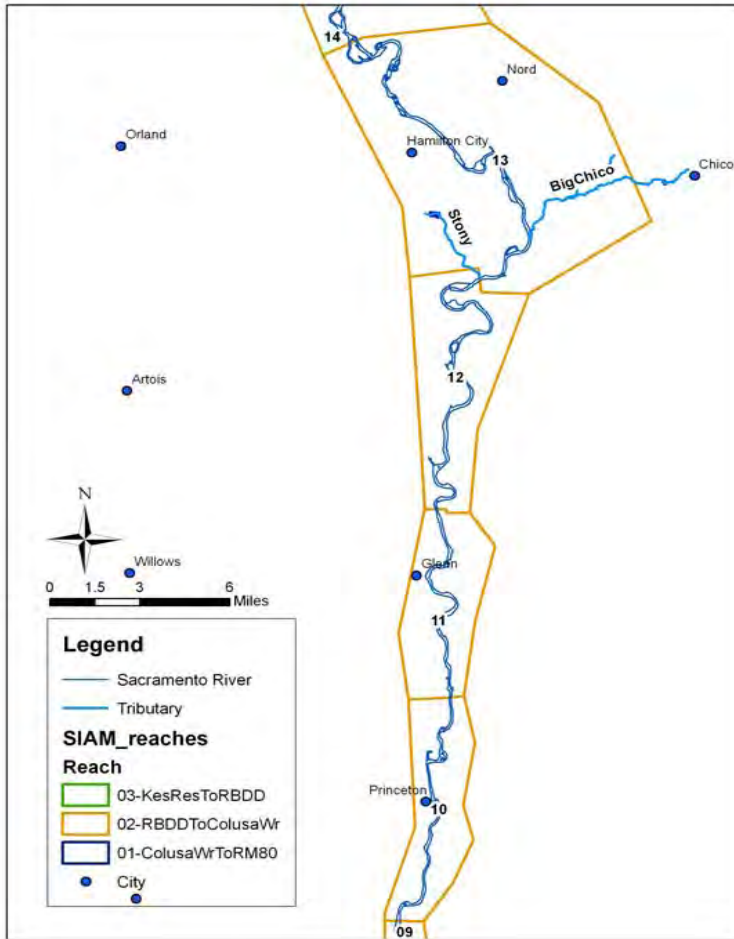 14
Nord
Orland
Hamilton City
13
Chico
BigChico
Stony
12
Artois
N
Willows
Glenn
0 1.5 3 6
Miles
11
Legend
Sacramento River
Tributary
SIAM_reaches
Reach
03-KesResToRBDD
02-RBDDToColusaWr
01-ColusaWrToRM80
City
Princeton
10
09